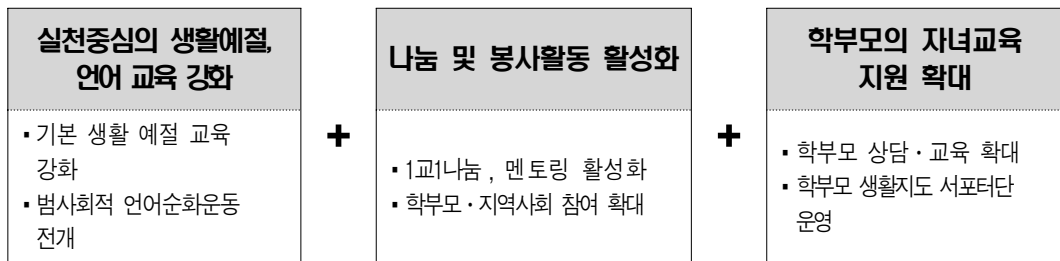 실천중심의 생활예절,
언어 교육 강화
▪ 기본 생활 예절 교육
강화
▪ 범사회적 언어순화운동
전개
+
나눔 및 봉사활동 활성화
▪ 1교1나눔 , 멘토링 활성화
▪ 학부모 · 지역사회 참여 확대
+
학부모의 자녀교육
지원 확대
▪ 학부모 상담 · 교육 확대
▪ 학부모 생활지도 서포터단
운영